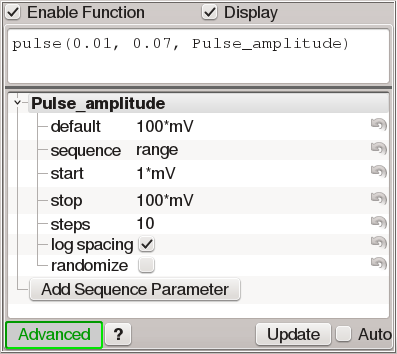 Enable Function Display
pulse(0.01, 0.07, Pulse_amplitude)
Pulse_amplitude
default 100*mV
sequence range
start 1*mV
stop 100*mV
steps 10
log spacing
randomize
Add Sequence Parameter
Advanced ? Update Auto